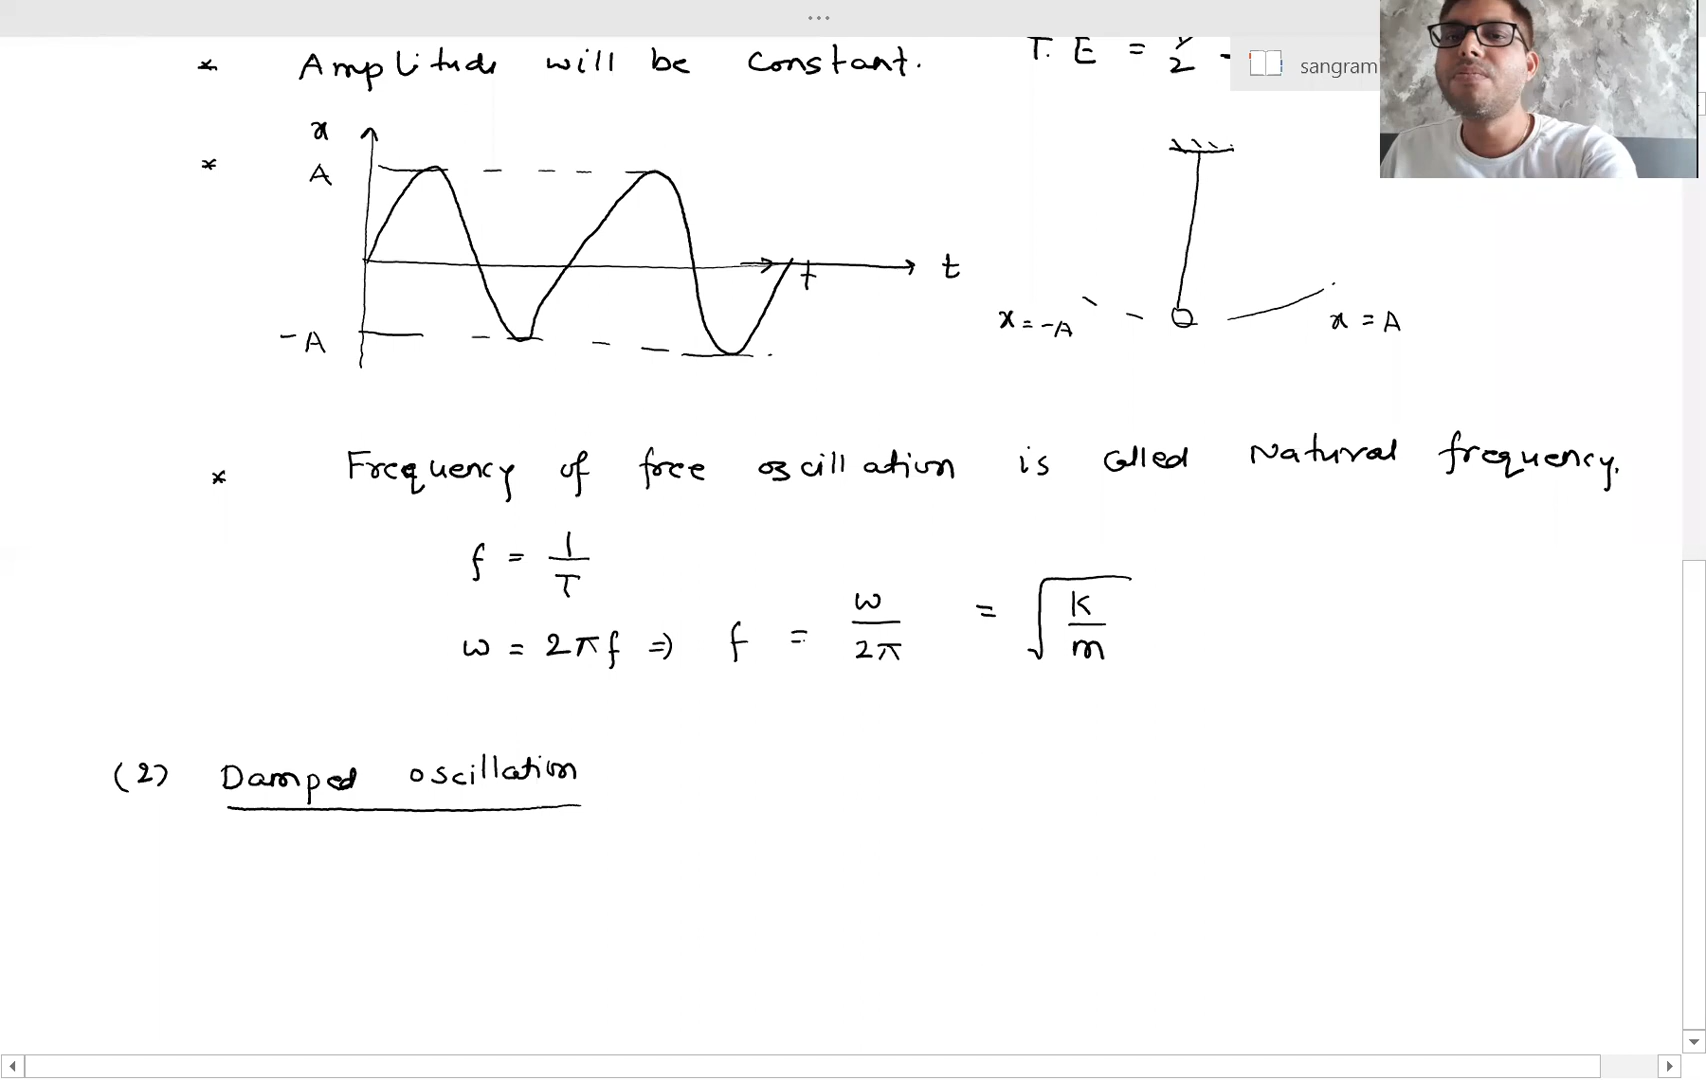 ...
* Amplitude will be constant.
T. E = 
sangram
x
* A
t
t
-A
x = -A
x = A
* Frequency of free oscillation is called Natural frequency.
f = 1/T
ω = 2πf ⇒ f = ω/2π = √K/m
(2) Damped oscillation